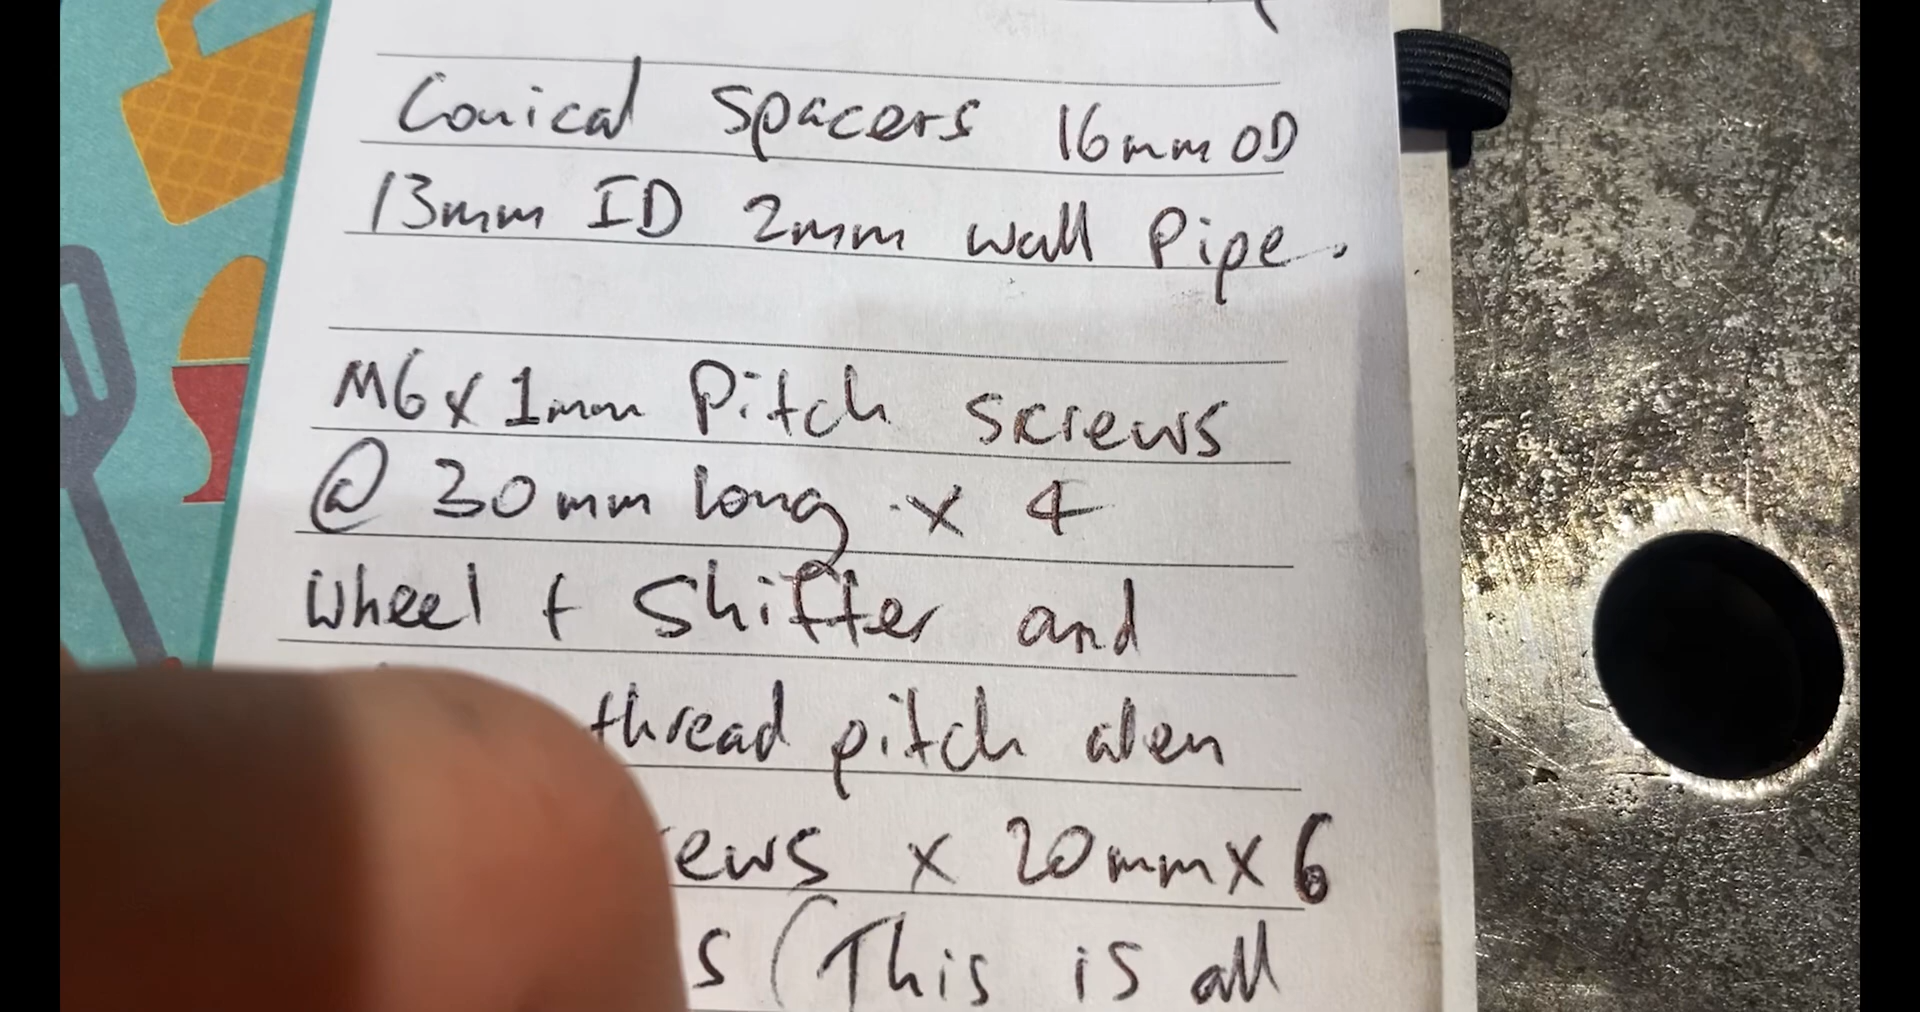 Conical Spacers 16mm OD
13mm ID 2mm wall Pipe.
M6 x 1mm Pitch screws
@ 30mm long x 4
Wheel + Shifter and
thread pitch alen
ews x 20mm x 6
s (This is all